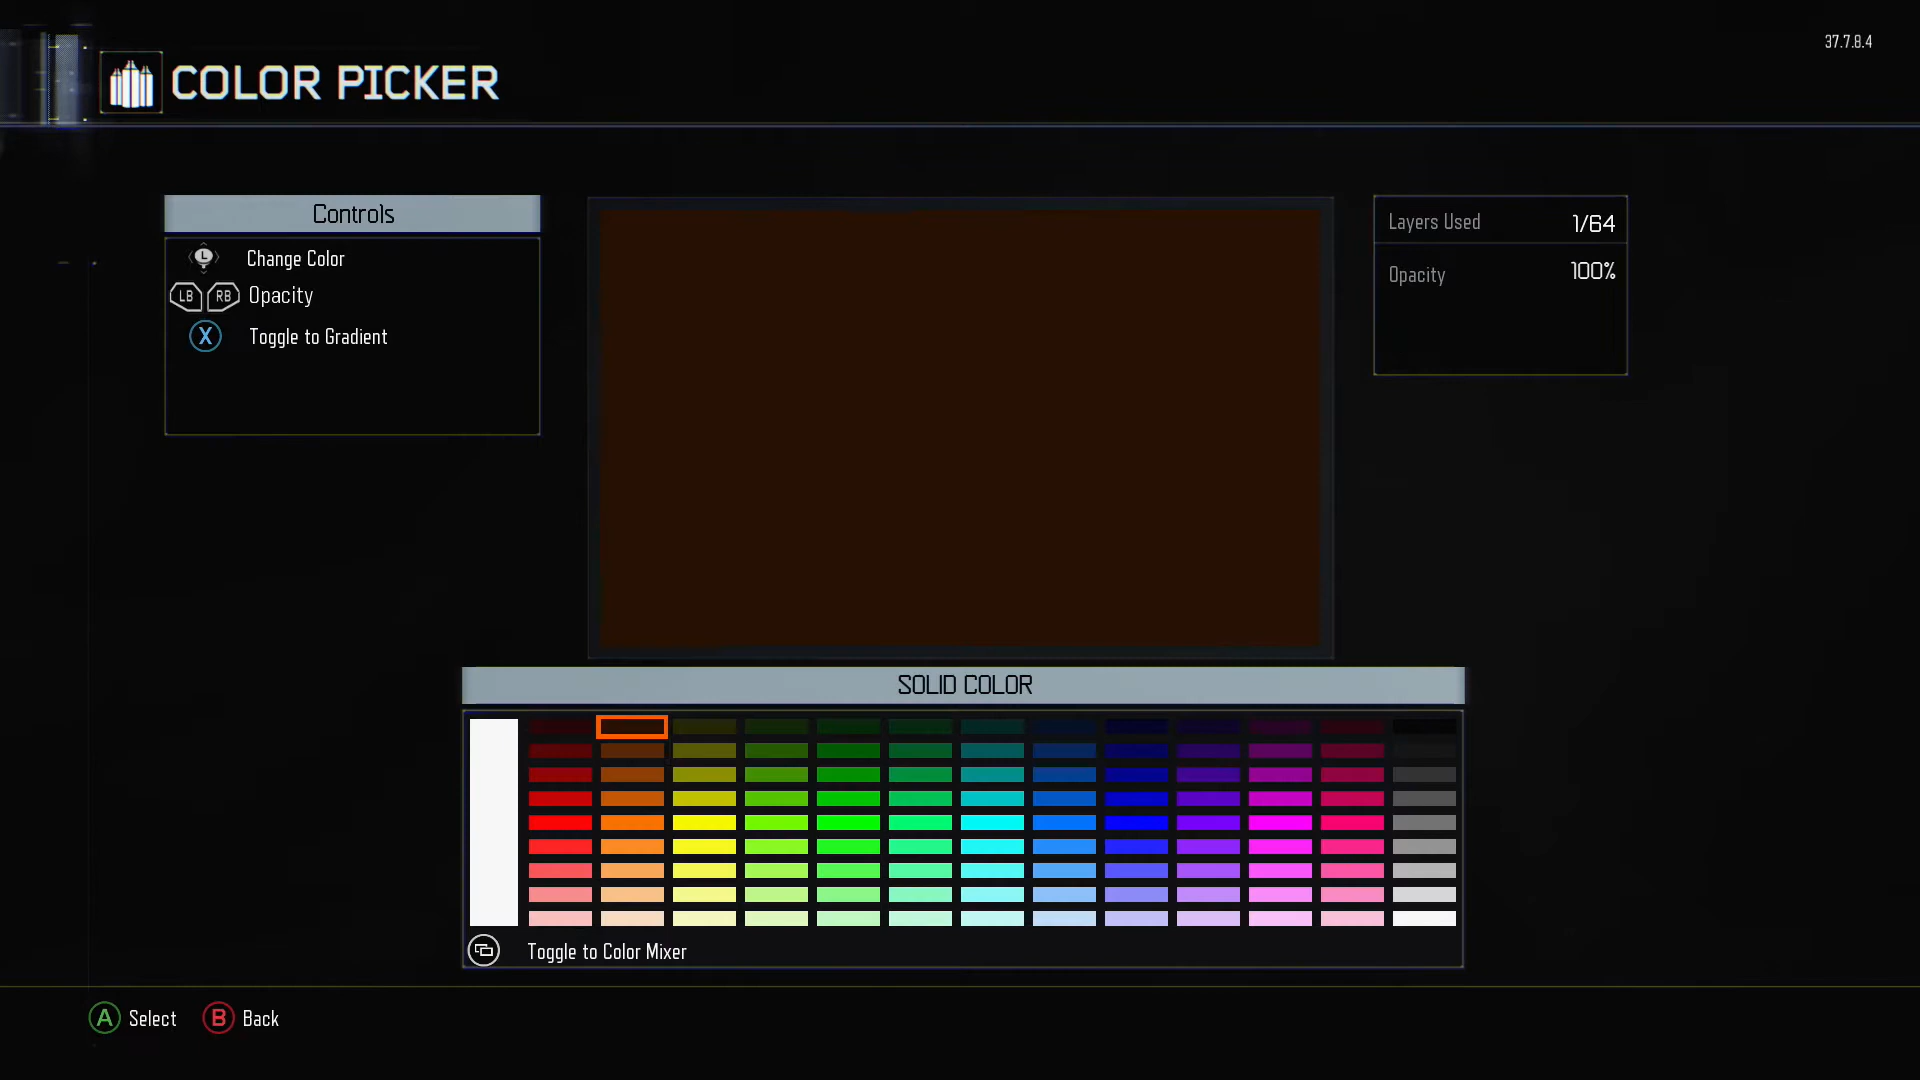 37.7.8.4
COLOR PICKER
Controls
L Change Color
LB RB Opacity
X Toggle to Gradient
Layers Used 1/64
Opacity 100%
SOLID COLOR
Toggle to Color Mixer
A Select B Back